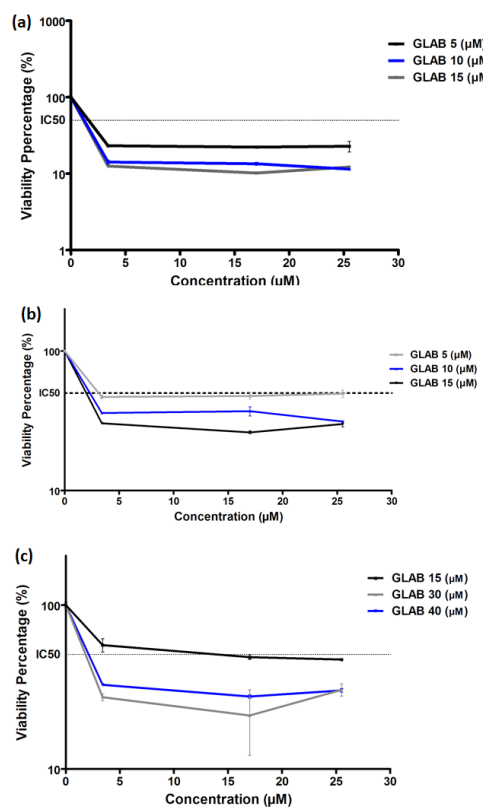 (a)
1000
100
IC50
10
1
Viability Ppercentage (%)
0 5 10 15 20 25 30
Concentration (µM)
GLAB 5 (µM)
GLAB 10 (µM
GLAB 15 (µM
(b)
100
IC50
10
Viability Percentage (%)
0 5 10 15 20 25 30
Concentration (µM)
GLAB 5 (µM)
GLAB 10 (µM)
GLAB 15 (µM)
(c)
100
IC50
10
Viability Percentage (%)
0 5 10 15 20 25 30
Concentration (µM)
GLAB 15 (µM)
GLAB 30 (µM)
GLAB 40 (µM)